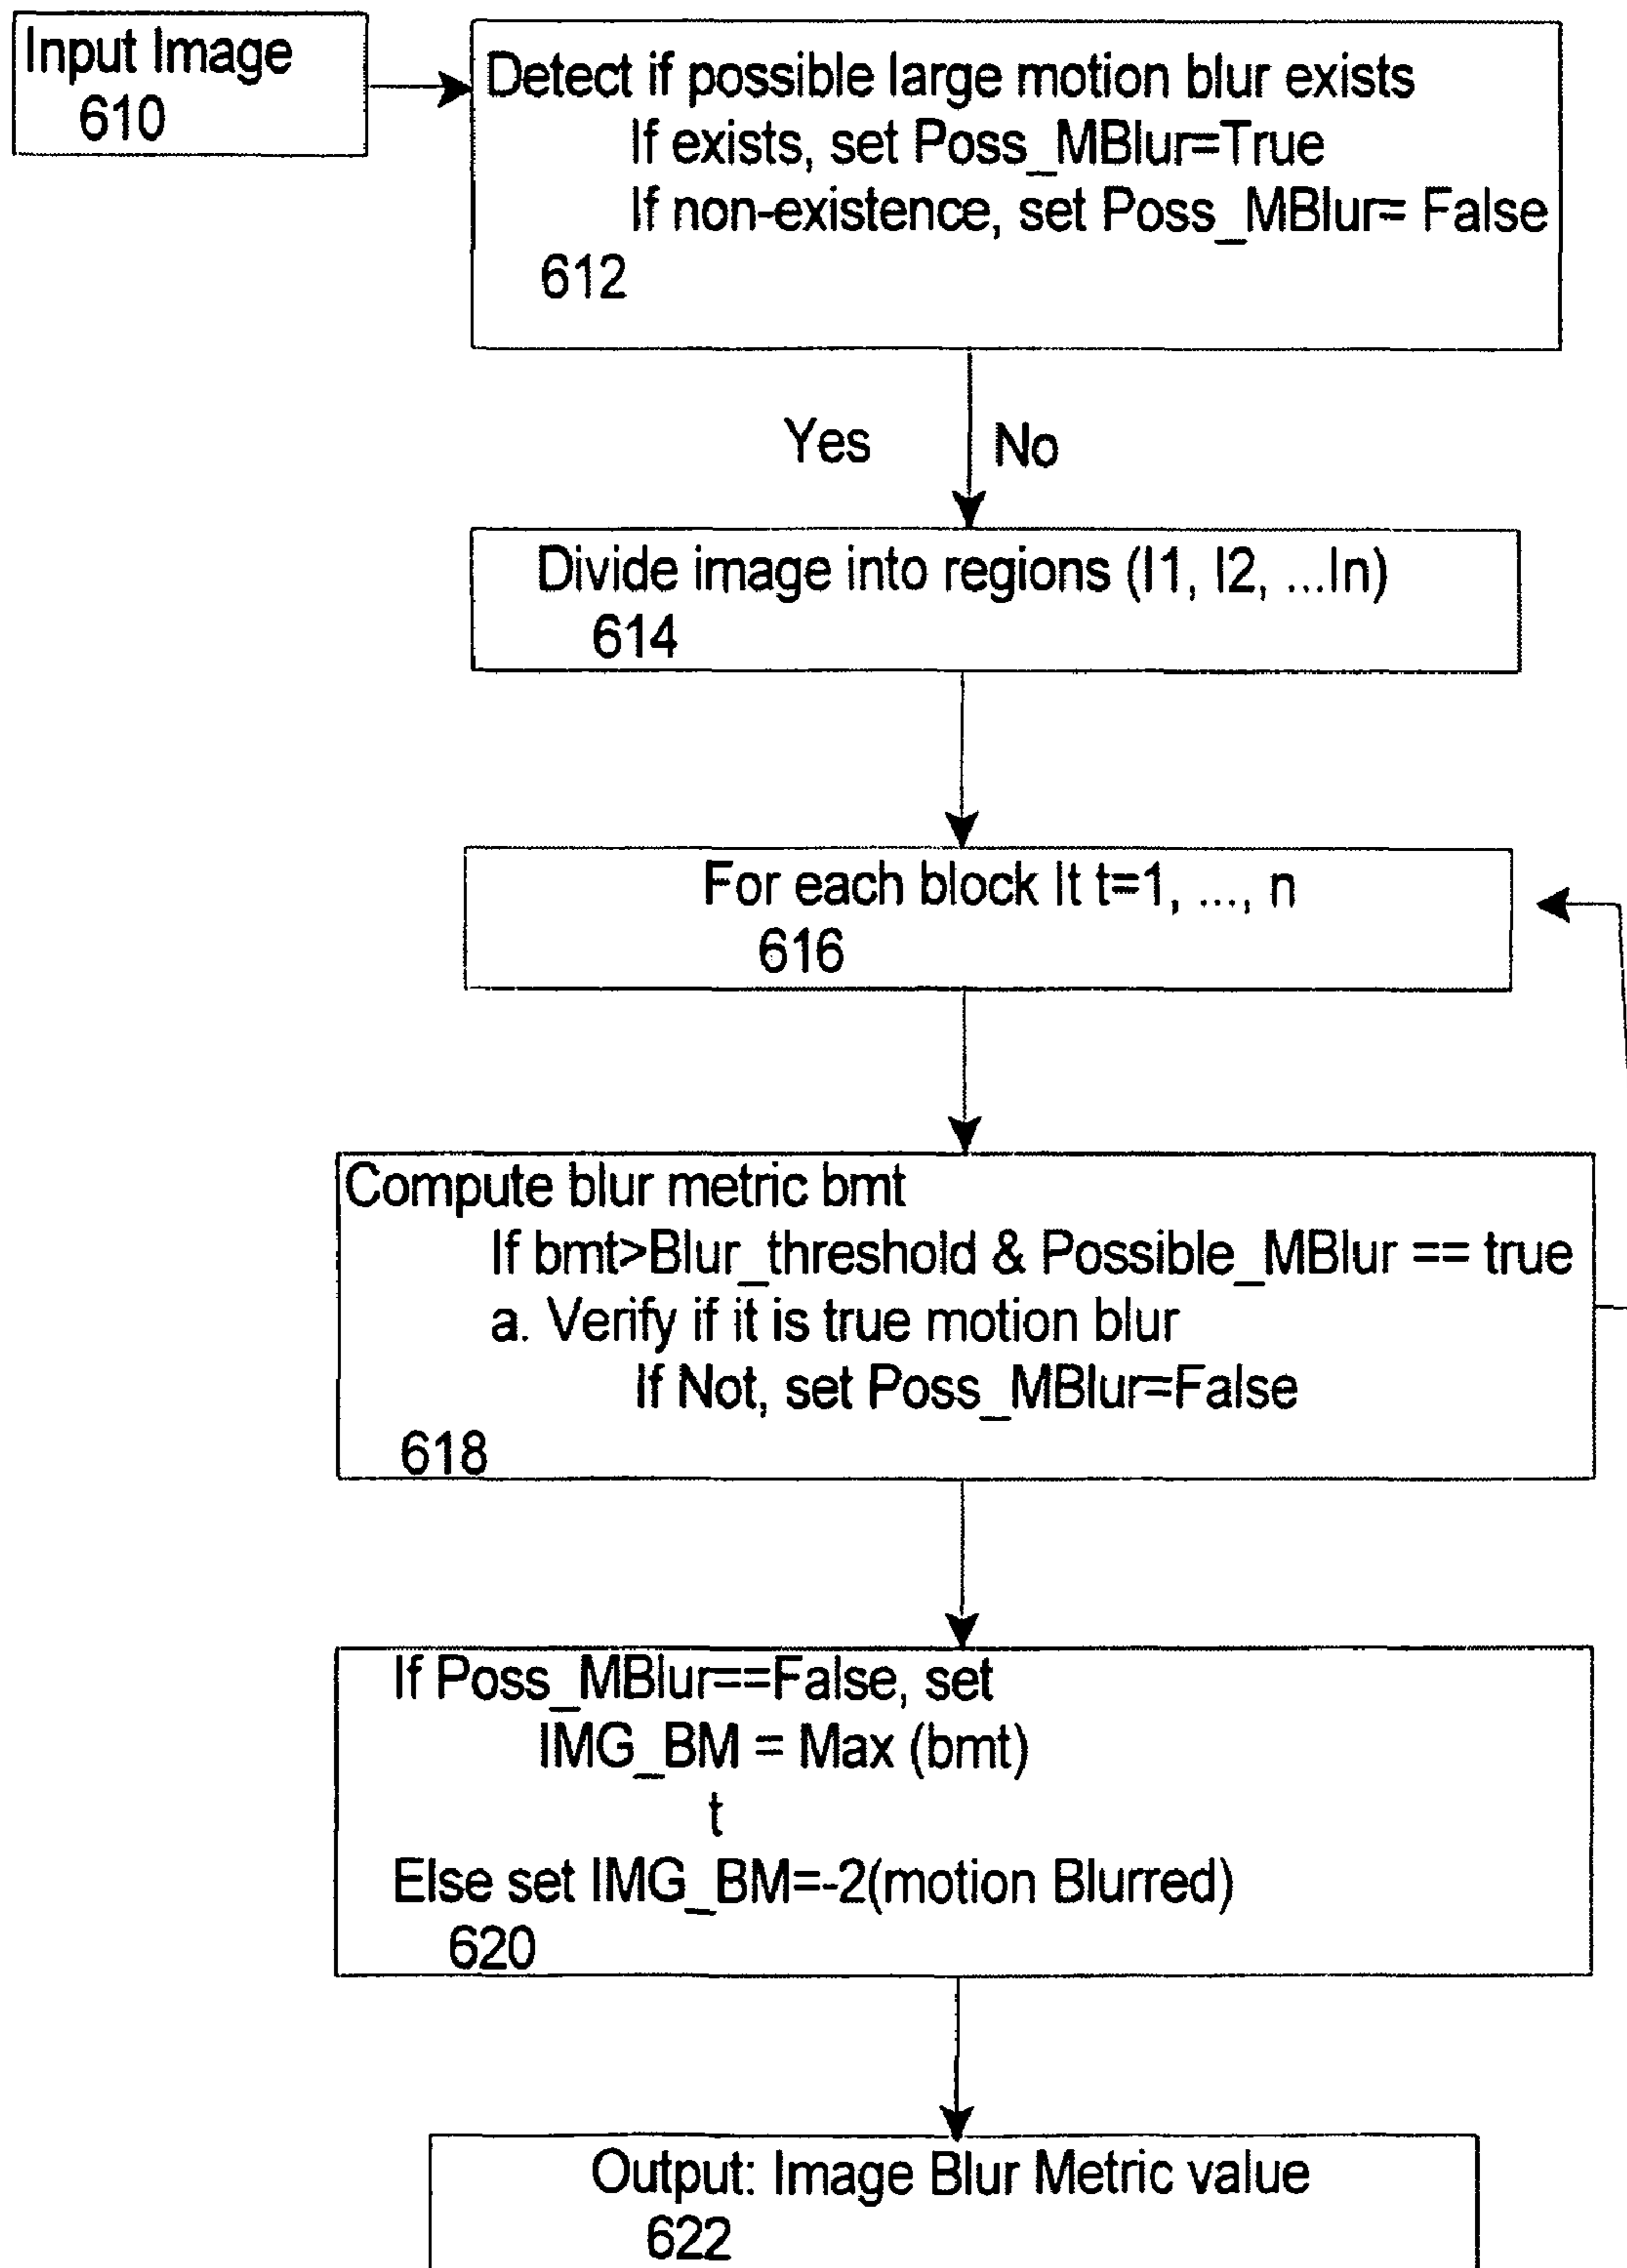 Input Image
610
Detect if possible large motion blur exists
If exists, set Poss_MBlur=True
If non-existence, set Poss_MBlur= False
612
Yes No
Divide image into regions (I1, I2, ...In)
614
For each block It t=1, ..., n
616
Compute blur metric bmt
If bmt>Blur_threshold & Possible_MBlur == true
a. Verify if it is true motion blur
If Not, set Poss_MBlur=False
618
If Poss_MBlur==False, set
IMG_BM = Max (bmt)
t
Else set IMG_BM=-2(motion Blurred)
620
Output: Image Blur Metric value
622